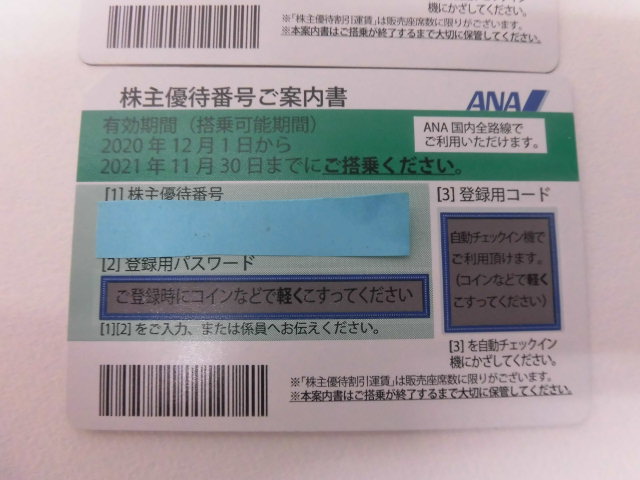 機にかざしてください。
※「株主優待割引運賃」は販売座席数に限りがございます。
※本案内書はご搭乗が終了するまで大切に保管してください。
株主優待番号ご案内書
ANA
有効期間（搭乗可能期間）
2020年12月1日から
2021年11月30日までにご搭乗ください。
ANA国内全路線で
ご利用いただけます。
[1] 株主優待番号
[2] 登録用パスワード
ご登録時にコインなどで軽くこすってください
[1][2] をご入力、または係員へお伝えください。
[3] 登録用コード
自動チェックイン機で
ご利用頂けます。
（コインなどで軽く
こすってください）
[3] を自動チェックイン
機にかざしてください。
※「株主優待割引運賃」は販売座席数に限りがございます。
※本案内書はご搭乗が終了するまで大切に保管してください。